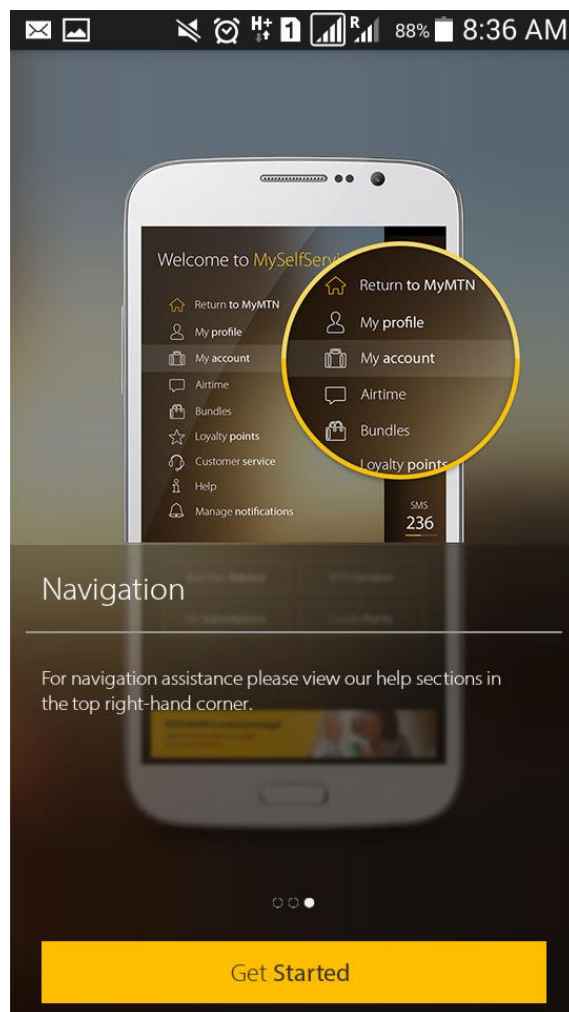 H+ 1 R 88% 8:36 AM
Welcome to MySelfServi
Return to MyMTN
My profile
My account
Airtime
Bundles
Loyalty points
Customer service
Help
Manage notifications
Return to MyMTN
My profile
My account
Airtime
Bundles
Loyalty points
SMS
236
Navigation
For navigation assistance please view our help sections in
the top right-hand corner.
Get Started